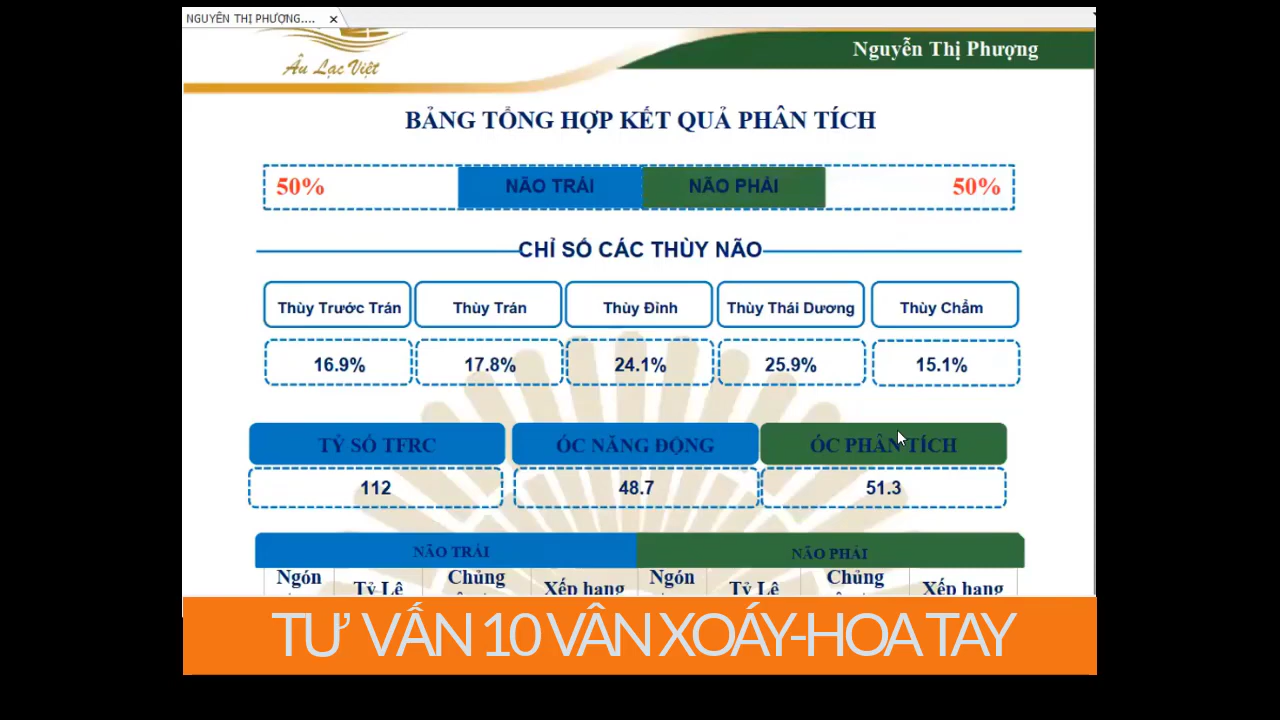 NGUYỄN THỊ PHƯỢNG....
Âu Lạc Việt
Nguyễn Thị Phượng
BẢNG TỔNG HỢP KẾT QUẢ PHÂN TÍCH
50% NÃO TRÁI NÃO PHẢI 50%
CHỈ SỐ CÁC THÙY NÃO
Thùy Trước Trán Thùy Trán Thùy Đỉnh Thùy Thái Dương Thùy Chẩm
16.9% 17.8% 24.1% 25.9% 15.1%
TỶ SỐ TFRC ÓC NĂNG ĐỘNG ÓC PHÂN TÍCH
112 48.7 51.3
NÃO TRÁI NÃO PHẢI
Ngón Tỷ Lệ Chủng Xếp hạng Ngón Tỷ Lệ Chủng Xếp hạng
TƯ VẤN 10 VÂN XOÁY-HOA TAY